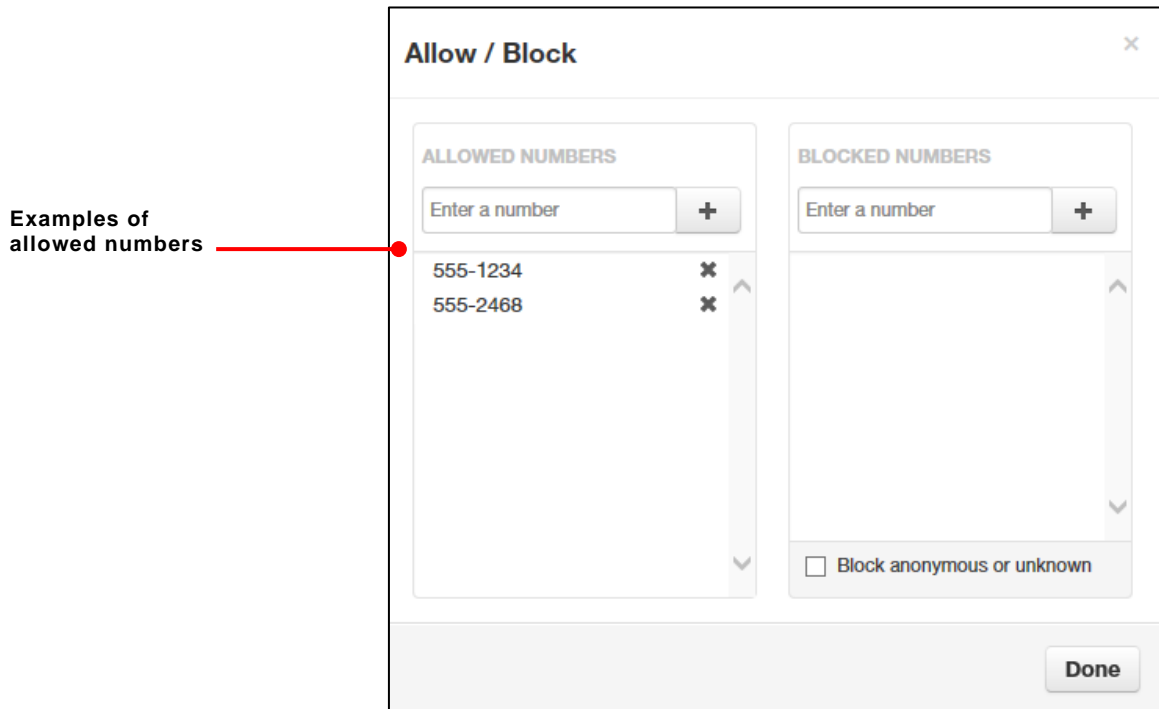 Allow / Block
×
ALLOWED NUMBERS
Enter a number
+
Examples of
allowed numbers
555-1234 ✖
555-2468 ✖
BLOCKED NUMBERS
Enter a number
+
Block anonymous or unknown
Done